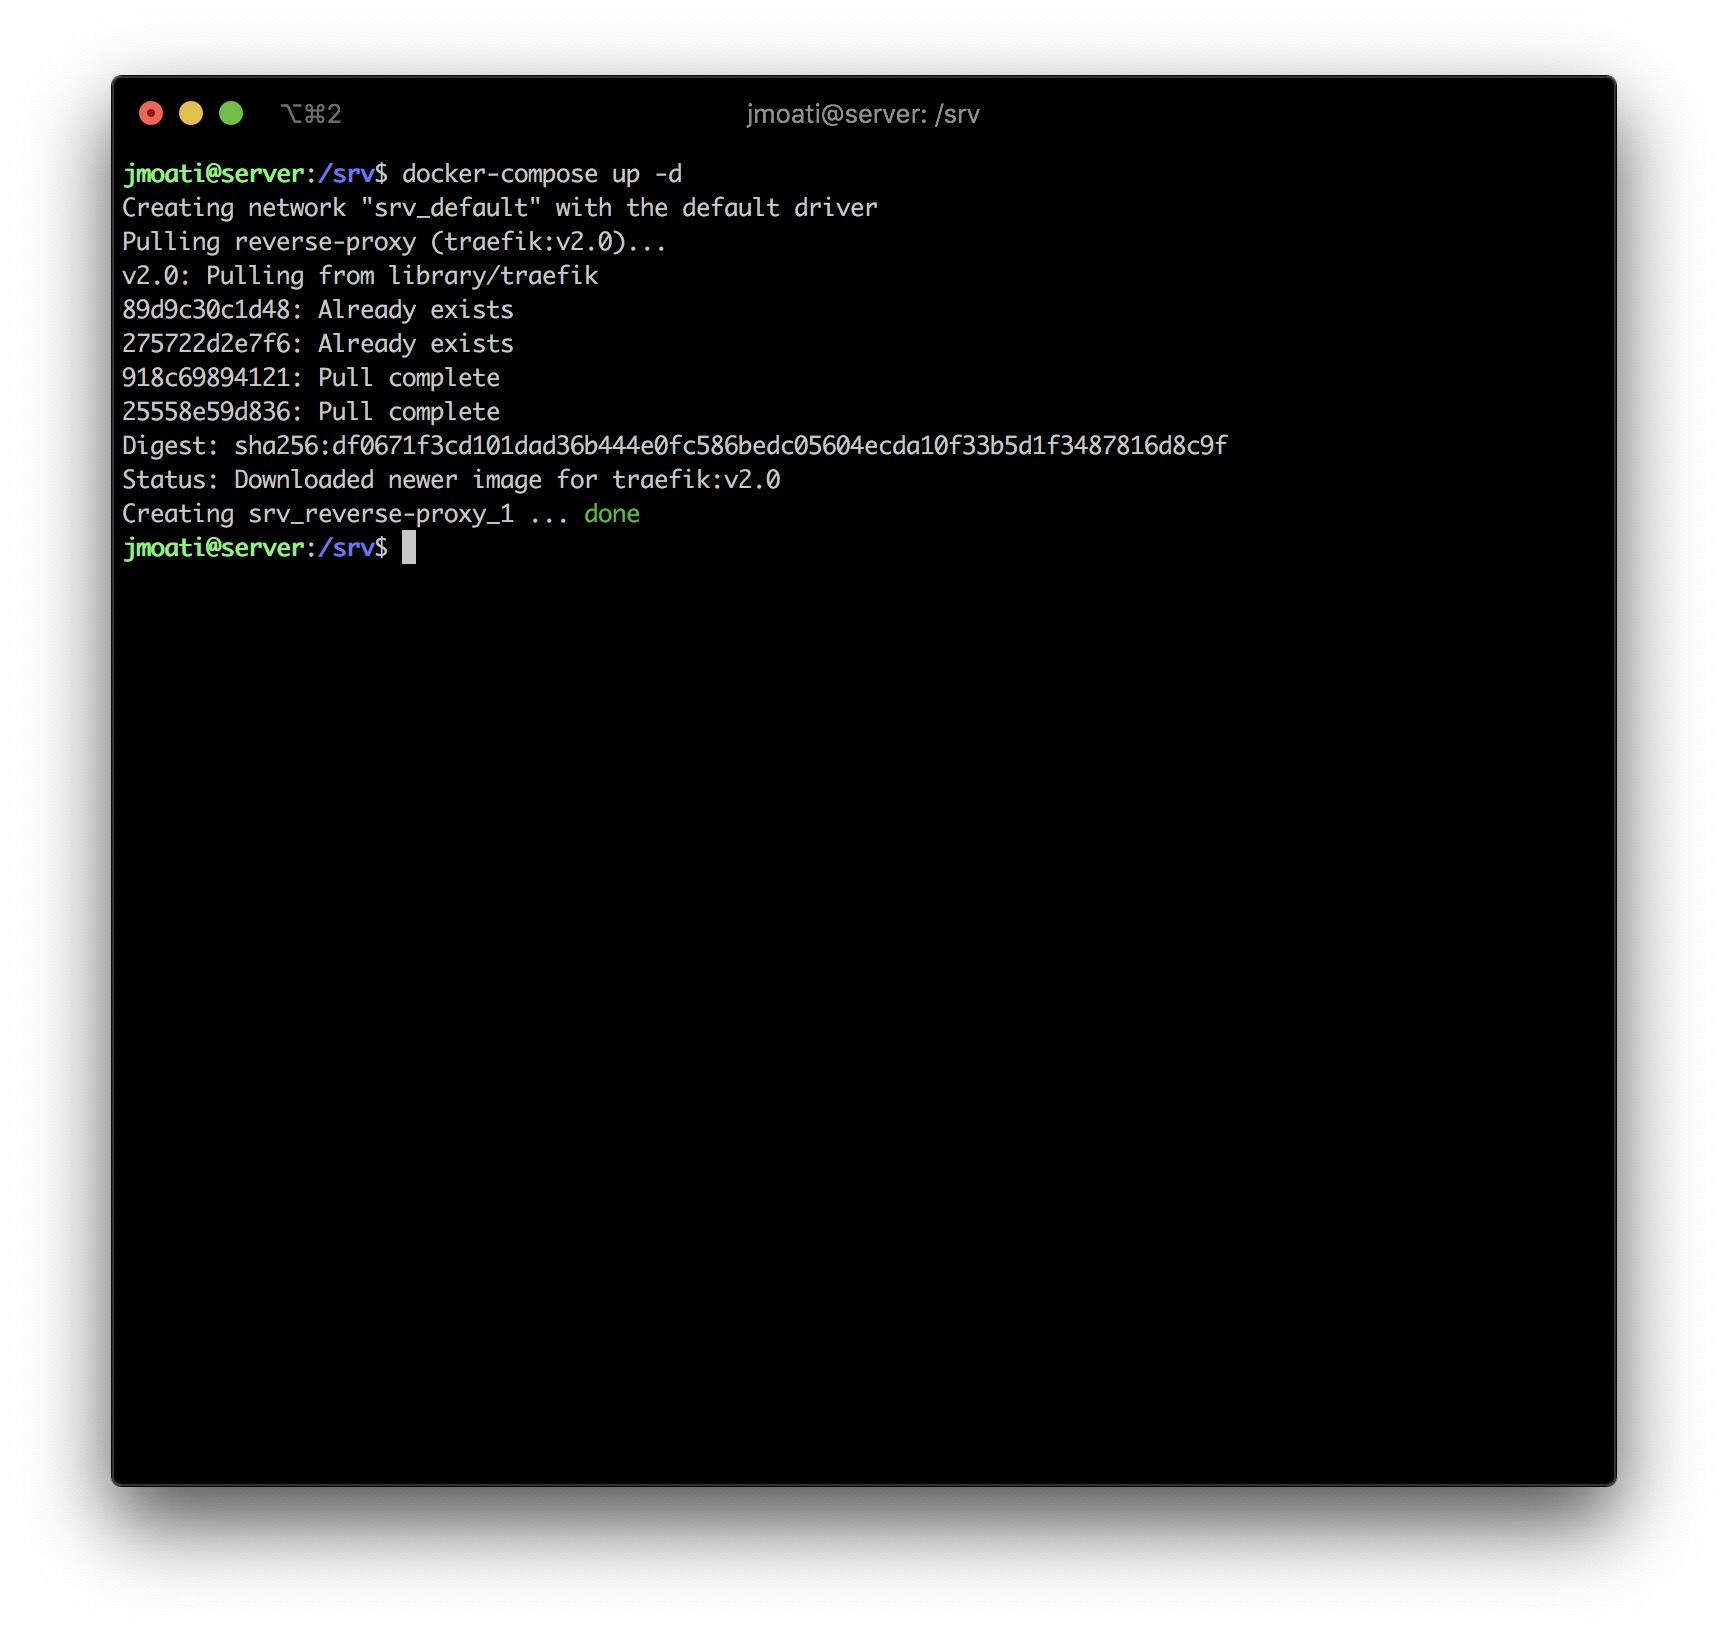 ⌥⌘2
jmoati@server: /srv
jmoati@server:/srv$ docker-compose up -d
Creating network "srv_default" with the default driver
Pulling reverse-proxy (traefik:v2.0)...
v2.0: Pulling from library/traefik
89d9c30c1d48: Already exists
275722d2e7f6: Already exists
918c69894121: Pull complete
25558e59d836: Pull complete
Digest: sha256:df0671f3cd101dad36b444e0fc586bedc05604ecda10f33b5d1f3487816d8c9f
Status: Downloaded newer image for traefik:v2.0
Creating srv_reverse-proxy_1 ... done
jmoati@server:/srv$